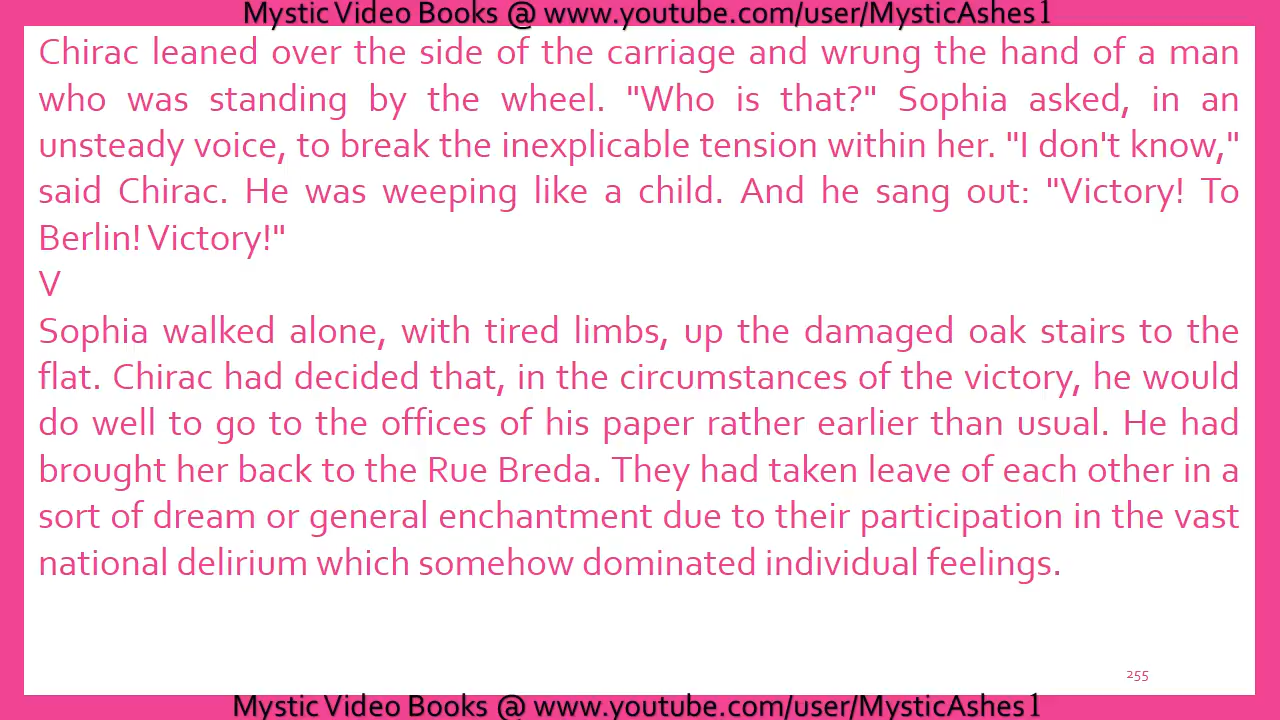 Mystic Video Books @ www.youtube.com/user/MysticAshes1
Chirac leaned over the side of the carriage and wrung the hand of a man
who was standing by the wheel. "Who is that?" Sophia asked, in an
unsteady voice, to break the inexplicable tension within her. "I don't know,"
said Chirac. He was weeping like a child. And he sang out: "Victory! To
Berlin! Victory!"
V
Sophia walked alone, with tired limbs, up the damaged oak stairs to the
flat. Chirac had decided that, in the circumstances of the victory, he would
do well to go to the offices of his paper rather earlier than usual. He had
brought her back to the Rue Breda. They had taken leave of each other in a
sort of dream or general enchantment due to their participation in the vast
national delirium which somehow dominated individual feelings.
255
Mystic Video Books @ www.youtube.com/user/MysticAshes1